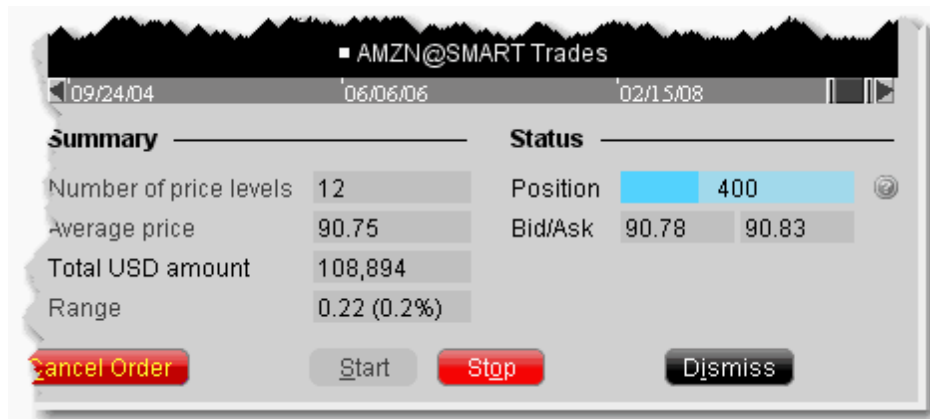 AMZN@SMART Trades
09/24/04 06/06/06 02/15/08
Summary Status
Number of price levels 12 Position 400
Average price 90.75 Bid/Ask 90.78 90.83
Total USD amount 108,894
Range 0.22 (0.2%)
Cancel Order Start Stop Dismiss